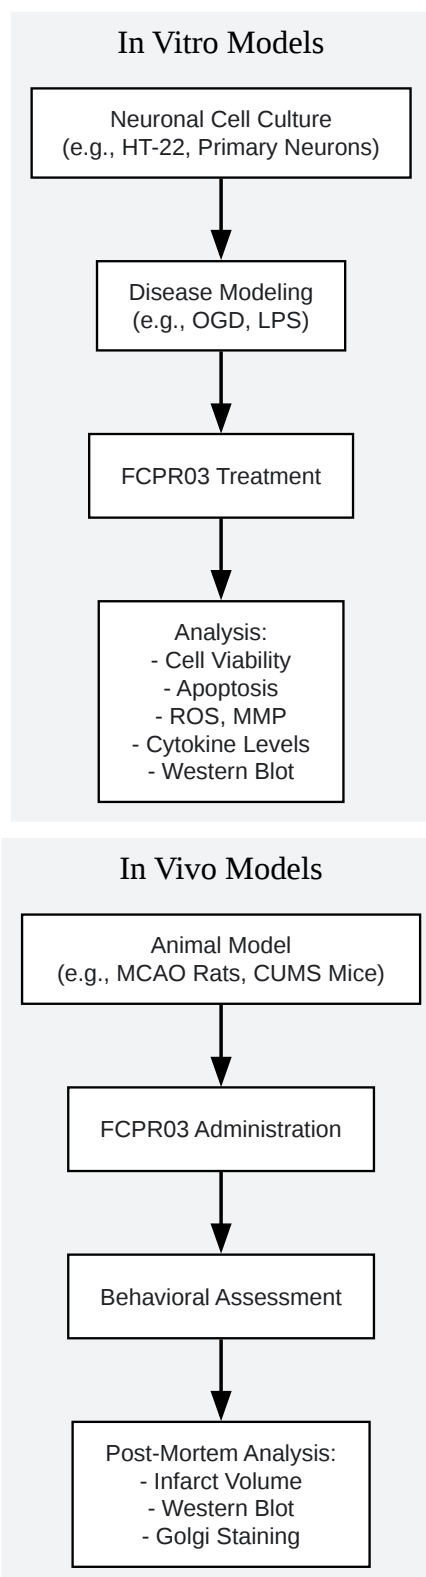 In Vitro Models
Neuronal Cell Culture
(e.g., HT-22, Primary Neurons)
Disease Modeling
(e.g., OGD, LPS)
FCPR03 Treatment
Analysis:
- Cell Viability
- Apoptosis
- ROS, MMP
- Cytokine Levels
- Western Blot
In Vivo Models
Animal Model
(e.g., MCAO Rats, CUMS Mice)
FCPR03 Administration
Behavioral Assessment
Post-Mortem Analysis:
- Infarct Volume
- Western Blot
- Golgi Staining